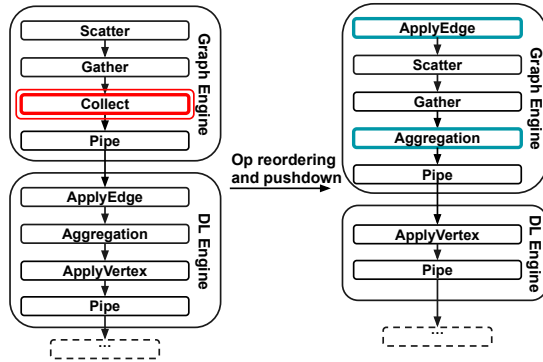 Scatter
Gather
Collect
Pipe
Graph Engine
ApplyEdge
Aggregation
ApplyVertex
Pipe
DL Engine
...
Op reordering
and pushdown
ApplyEdge
Scatter
Gather
Aggregation
Pipe
Graph Engine
ApplyVertex
Pipe
DL Engine
...